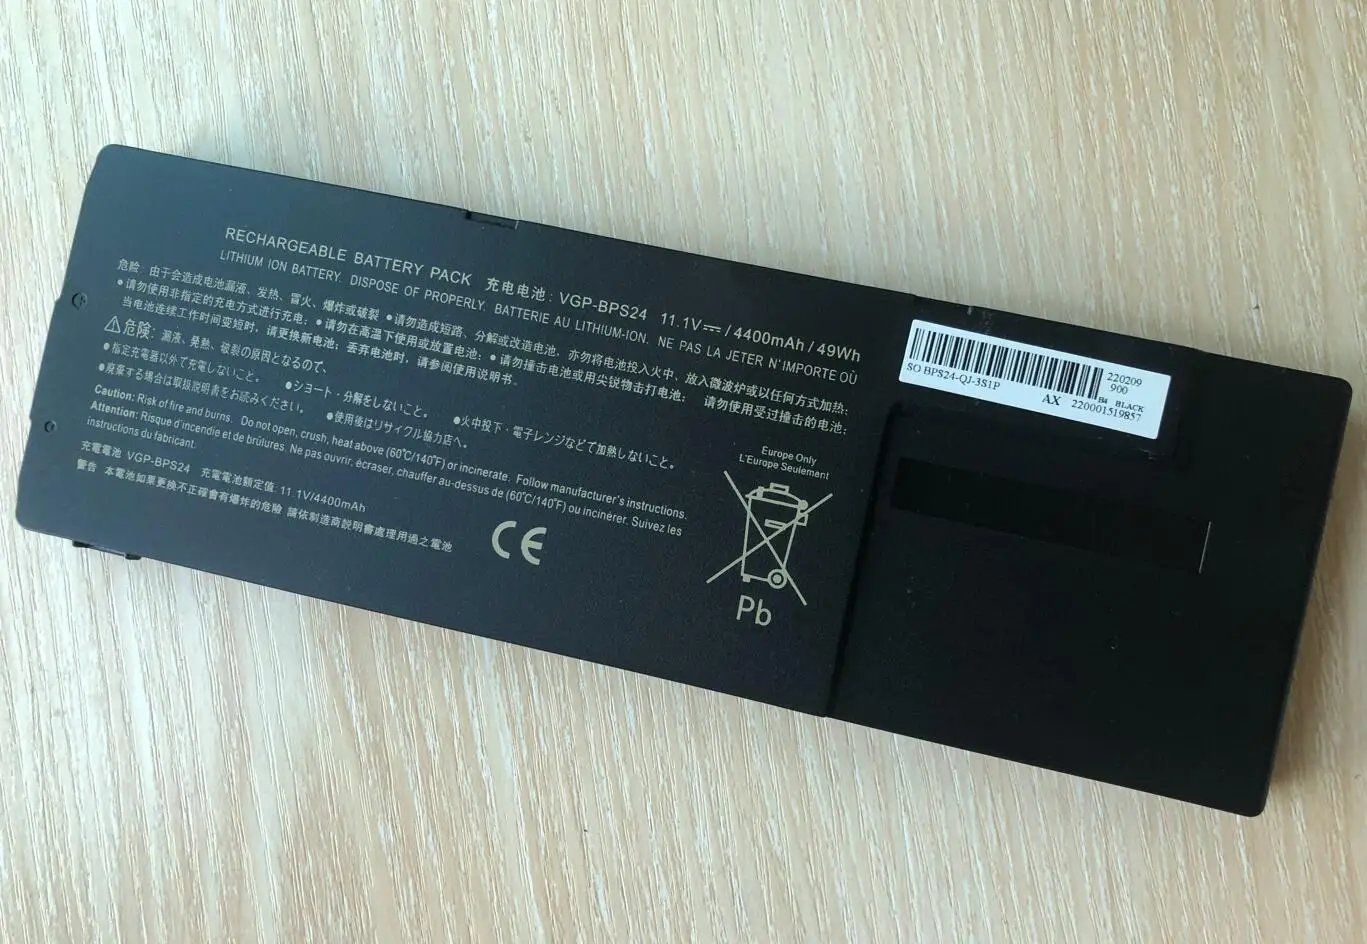 RECHARGEABLE BATTERY PACK 充电电池: VGP-BPS24 11.1V⎓/4400mAh/49Wh
LITHIUM ION BATTERY. DISPOSE OF PROPERLY. BATTERIE AU LITHIUM-ION. NE PAS LA JETER N'IMPORTE OÙ
危险: 由于会造成电池漏液、发热、冒火、爆炸或破裂 ●请勿造成短路、分解或改造电池, 亦勿将电池投入火中、放入微波炉或以任何方式加热;
●请勿使用非指定的充电方式进行充电; ●请勿在高温下使用或放置电池; ●请勿撞击电池或用尖锐物击打电池; 请勿使用受过撞击的电池;
当电池连续工作时间变短时, 请更换新电池; 丢弃电池时, 请参阅使用说明书.
⚠危険: 漏液、発熱、破裂の原因となるので、
●指定充電器以外で充電しないこと。 ●ショート・分解をしないこと。 ●火中投下・電子レンジなどで加熱しないこと。
●廃棄する場合は取扱説明書をお読みください。 ●使用後はリサイクル協力店へ。
Caution: Risk of fire and burns. Do not open, crush, heat above (60℃/140℉) or incinerate. Follow manufacturer's instructions.
Attention: Risque d'incendie et de brûlures. Ne pas ouvrir, écraser, chauffer au-dessus de (60℃/140℉) ou incinérer. Suivez les
instructions du fabricant.
充電電池 VGP-BPS24 充電電池額定值: 11.1V/4400mAh
警告 本電池如果更換不正確會有爆炸的危險 請依制造商説明書處理用過之電池
CE
Europe Only
L'Europe Seulement
Pb
SO BPS24-QJ-3S1P
220209
900
B4 BLACK
AX 220001519857